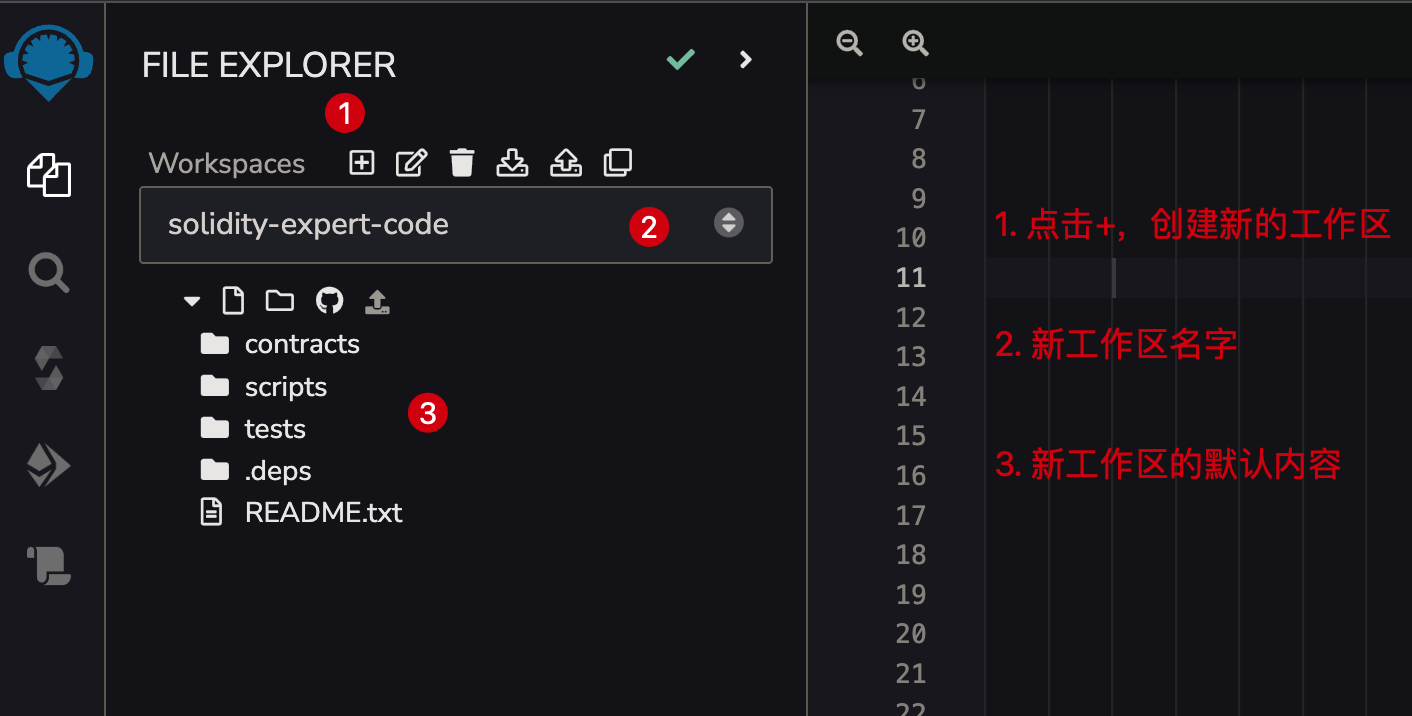 FILE EXPLORER
1
Workspaces
solidity-expert-code
2
contracts
scripts
tests
3
.deps
README.txt
6
7
8
9
10
11
12
13
14
15
16
17
18
19
20
21
22
1. 点击+，创建新的工作区
2. 新工作区名字
3. 新工作区的默认内容